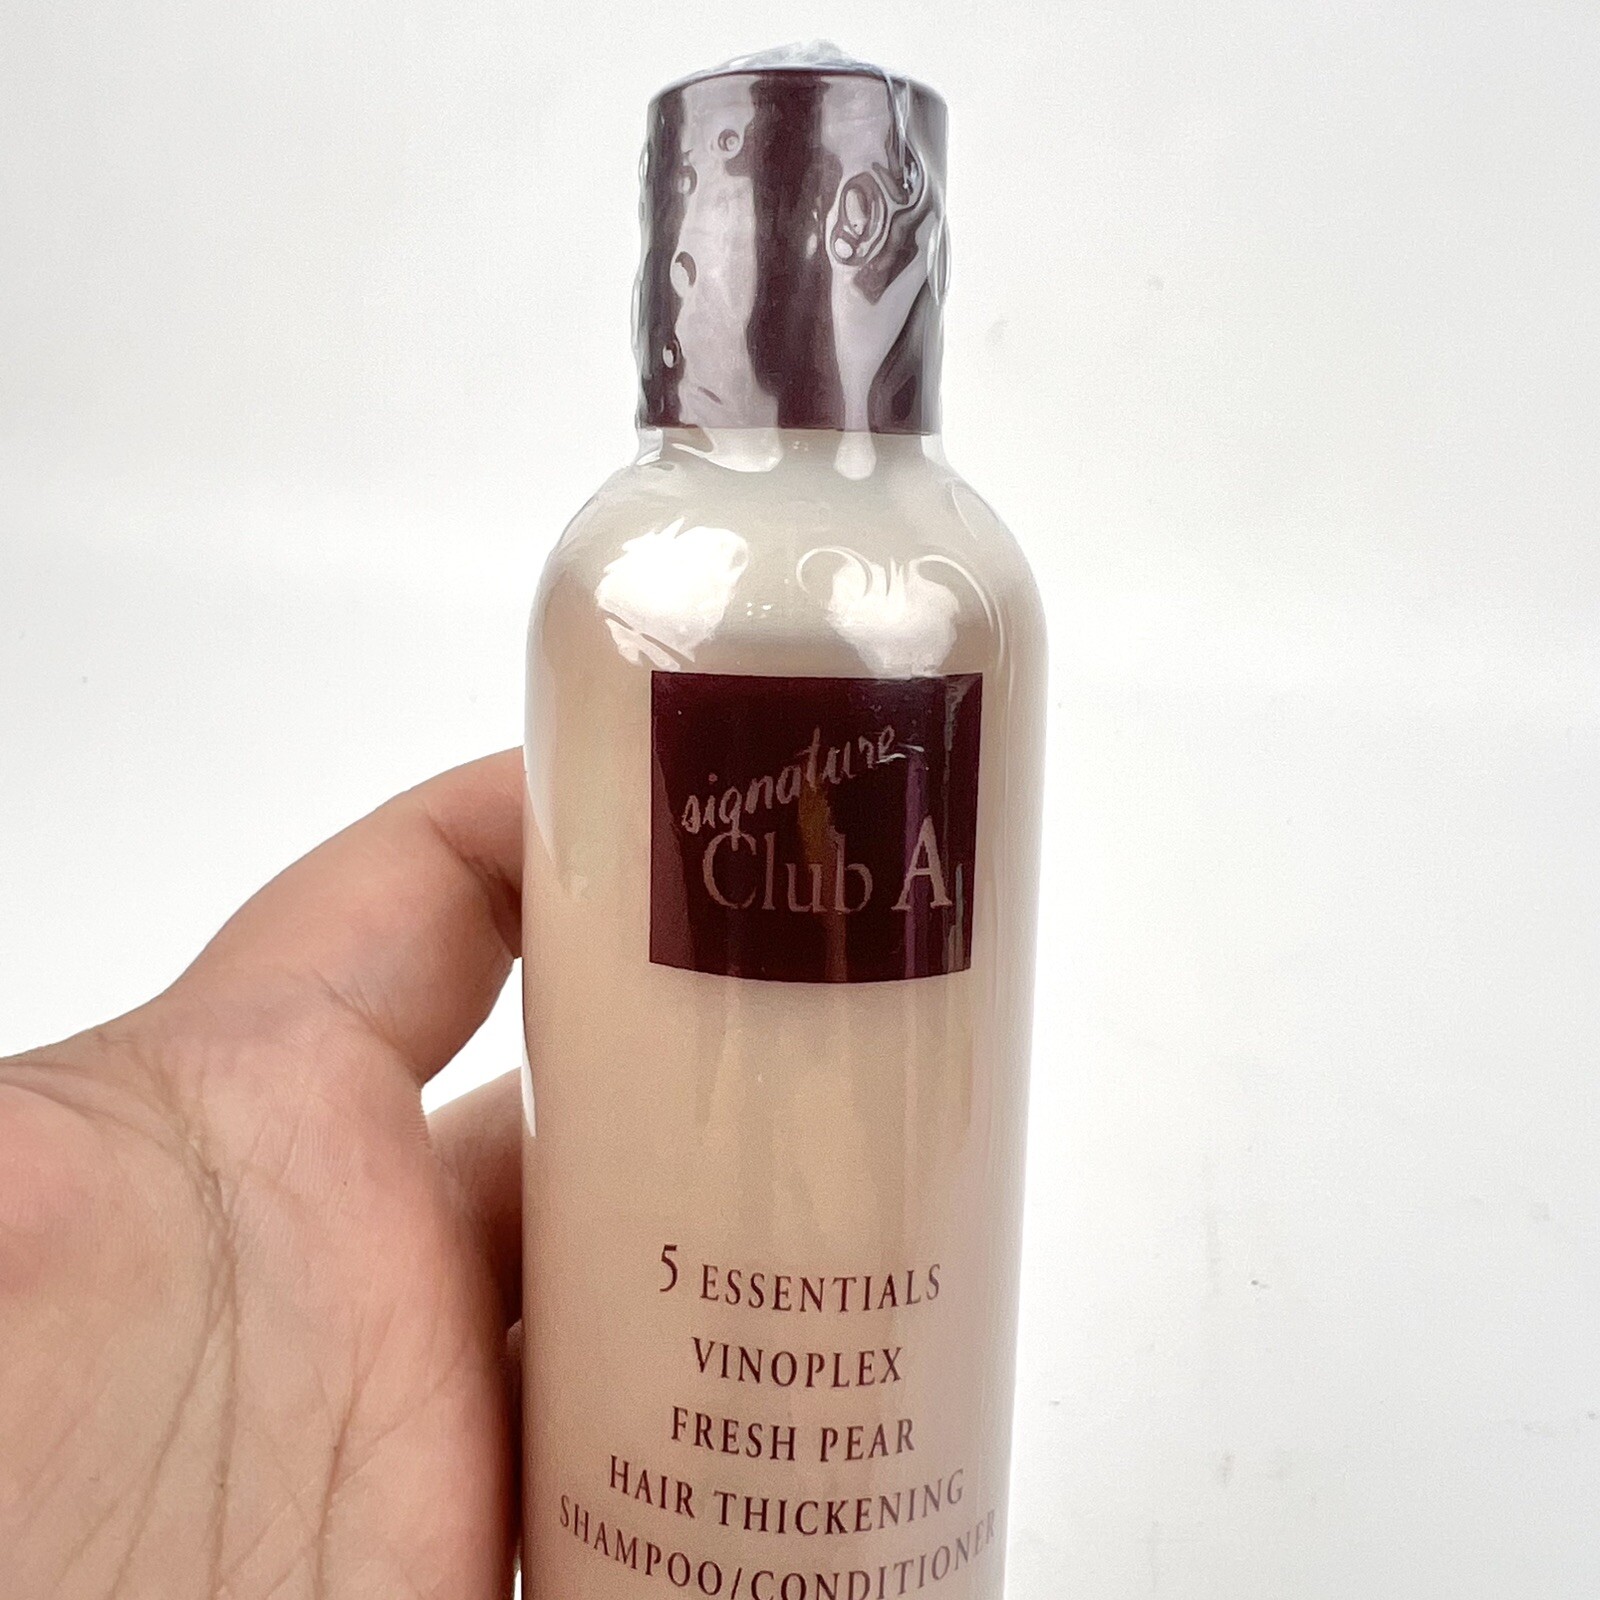 signature
Club A
5 ESSENTIALS
VINOPLEX
FRESH PEAR
HAIR THICKENING
SHAMPOO/CONDITIONER